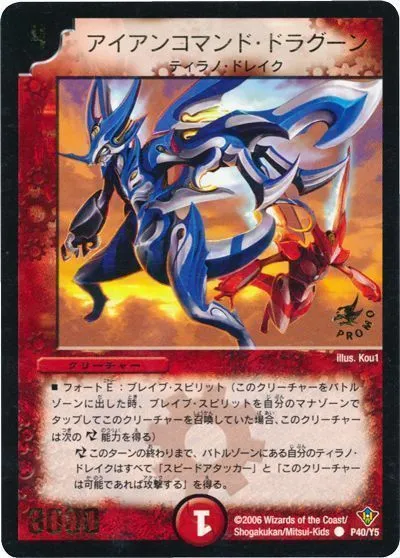 アイアンコマンド・ドラグーン
ティラノ・ドレイク
PROMO
illus. Kou1
クリーチャー
■ フォートE：ブレイブ・スピリット（このクリーチャーをバトル
ゾーンに出した時、ブレイブ・スピリットを自分のマナゾーンで
タップしてこのクリーチャーを召喚していた場合、このクリーチャー
は次の 能力を得る）
このターンの終わりまで、バトルゾーンにある自分のティラノ・
ドレイクはすべて「スピードアタッカー」と「このクリーチャー
は可能であれば攻撃する」を得る。
3000
1
©2006 Wizards of the Coast/
Shogakukan/Mitsui-Kids ● P40/Y5